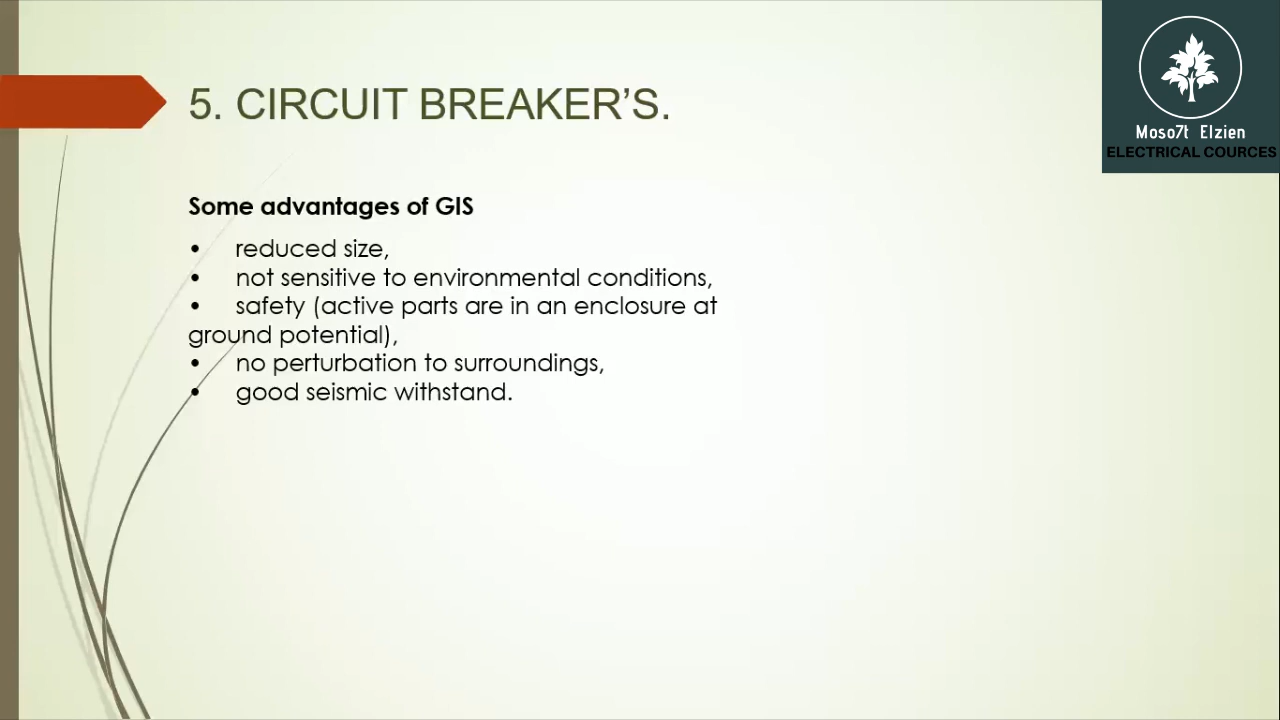 5. CIRCUIT BREAKER’S.
Moso7t Elzien
ELECTRICAL COURCES
Some advantages of GIS
• reduced size,
• not sensitive to environmental conditions,
• safety (active parts are in an enclosure at
ground potential),
• no perturbation to surroundings,
• good seismic withstand.